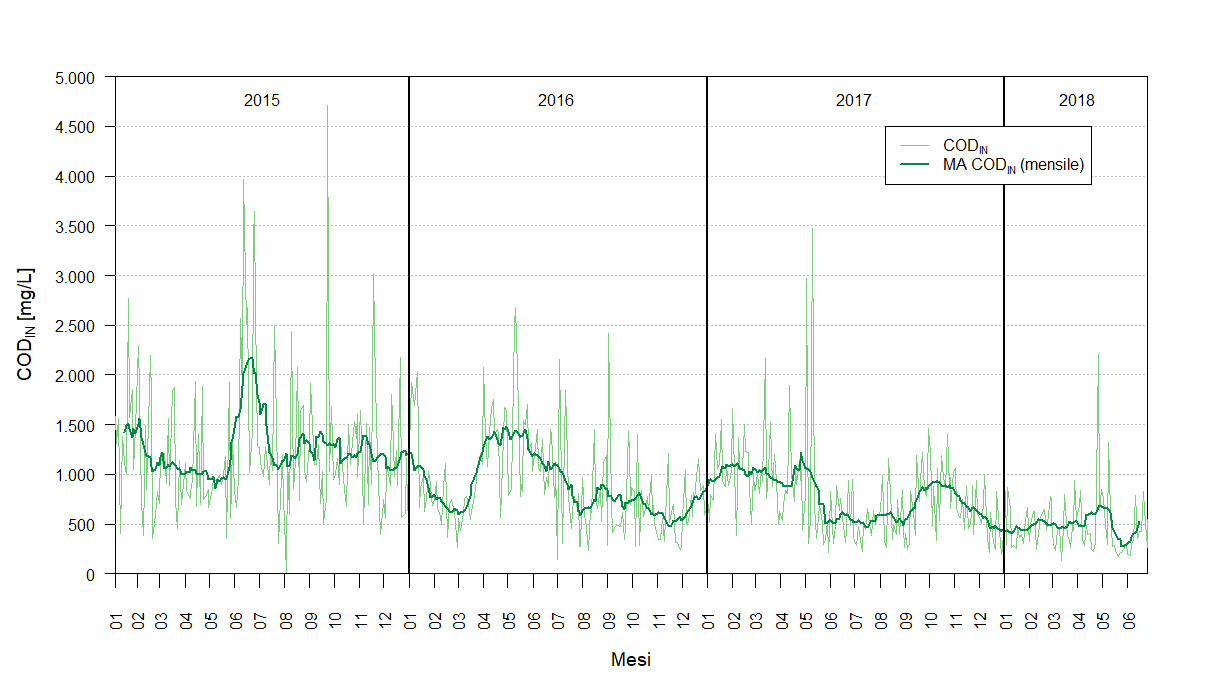 5.000
4.500
4.000
3.500
3.000
2.500
2.000
1.500
1.000
500
0
COD_IN [mg/L]
2015 2016 2017 2018
COD_IN
MA COD_IN (mensile)
01 02 03 04 05 06 07 08 09 10 11 12 01 02 03 04 05 06 07 08 09 10 11 12 01 02 03 04 05 06 07 08 09 10 11 12 01 02 03 04 05 06
Mesi